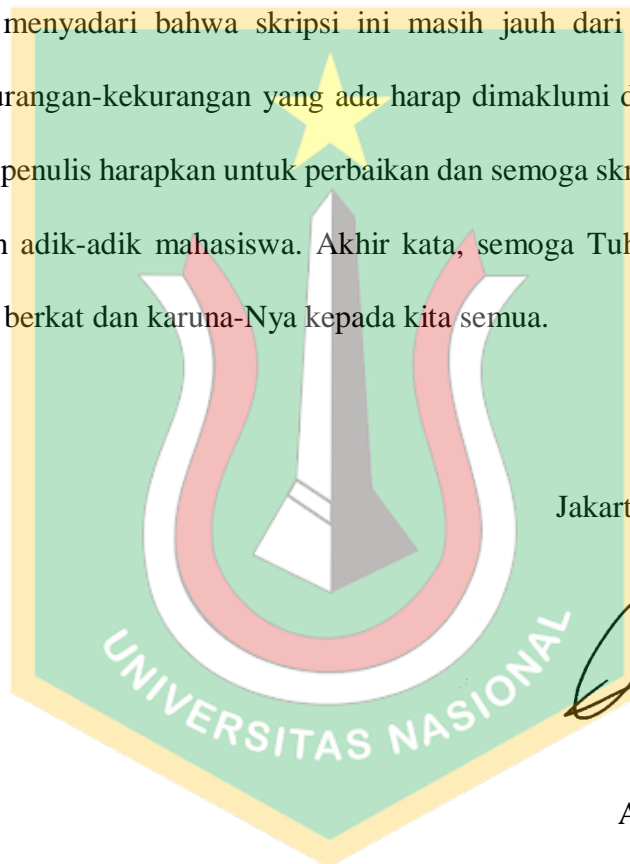 menyadari bahwa skripsi ini masih jauh dari
urangan-kekurangan yang ada harap dimaklumi d
penulis harapkan untuk perbaikan dan semoga skr
adik-adik mahasiswa. Akhir kata, semoga Tuh
berkat dan karuna-Nya kepada kita semua.
Jakart
UNIVERSITAS NASIONAL
A